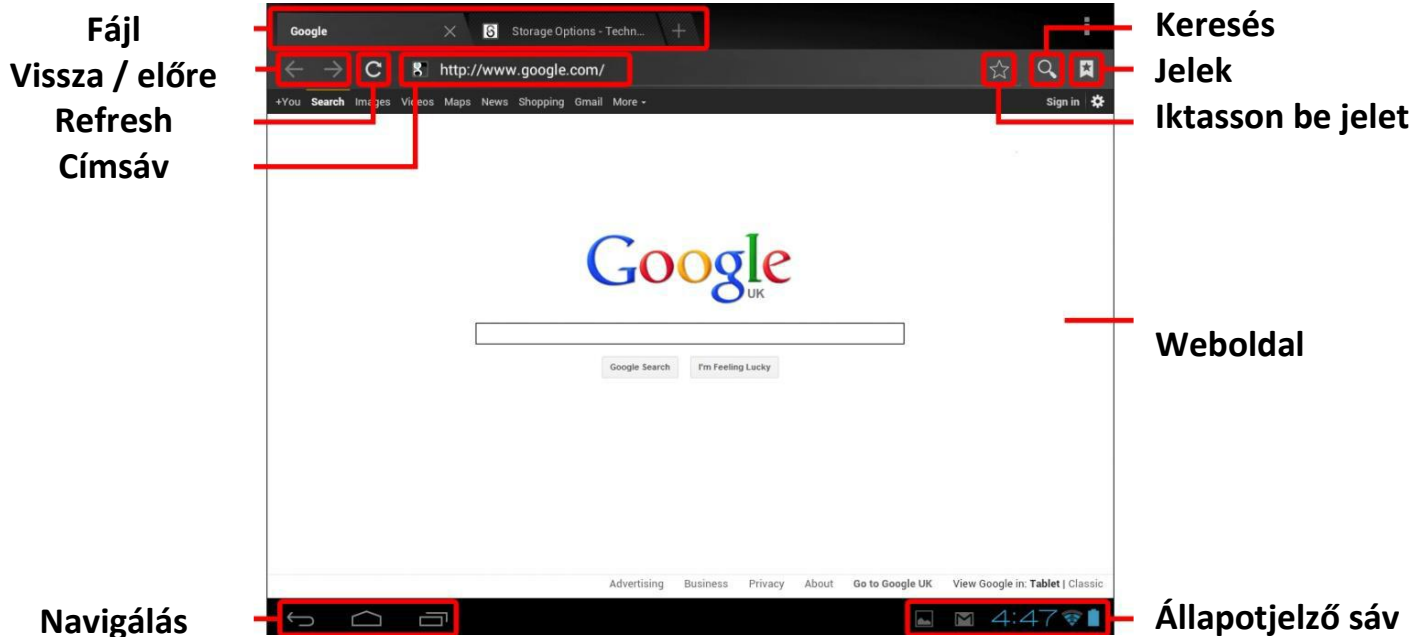 Fájl
Vissza / előre
Refresh
Címsáv
Navigálás
Google
6 Storage Options - Techn...
8 http://www.google.com/
+You Search Images Videos Maps News Shopping Gmail More
Sign in
Google
UK
Google Search I'm Feeling Lucky
Advertising Business Privacy About Go to Google UK View Google in: Tablet | Classic
4:47
Keresés
Jelek
Iktasson be jelet
Weboldal
Állapotjelző sáv